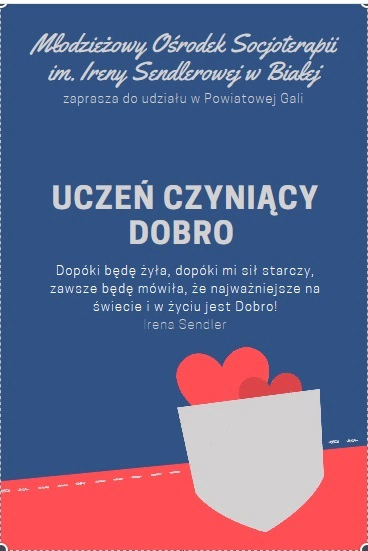 Młodzieżowy Ośrodek Socjoterapii
im. Ireny Sendlerowej w Białej
zaprasza do udziału w Powiatowej Gali
UCZEŃ CZYNIĄCY
DOBRO
Dopóki będę żyła, dopóki mi sił starczy,
zawsze będę mówiła, że najważniejsze na
świecie i w życiu jest Dobro!
Irena Sendler